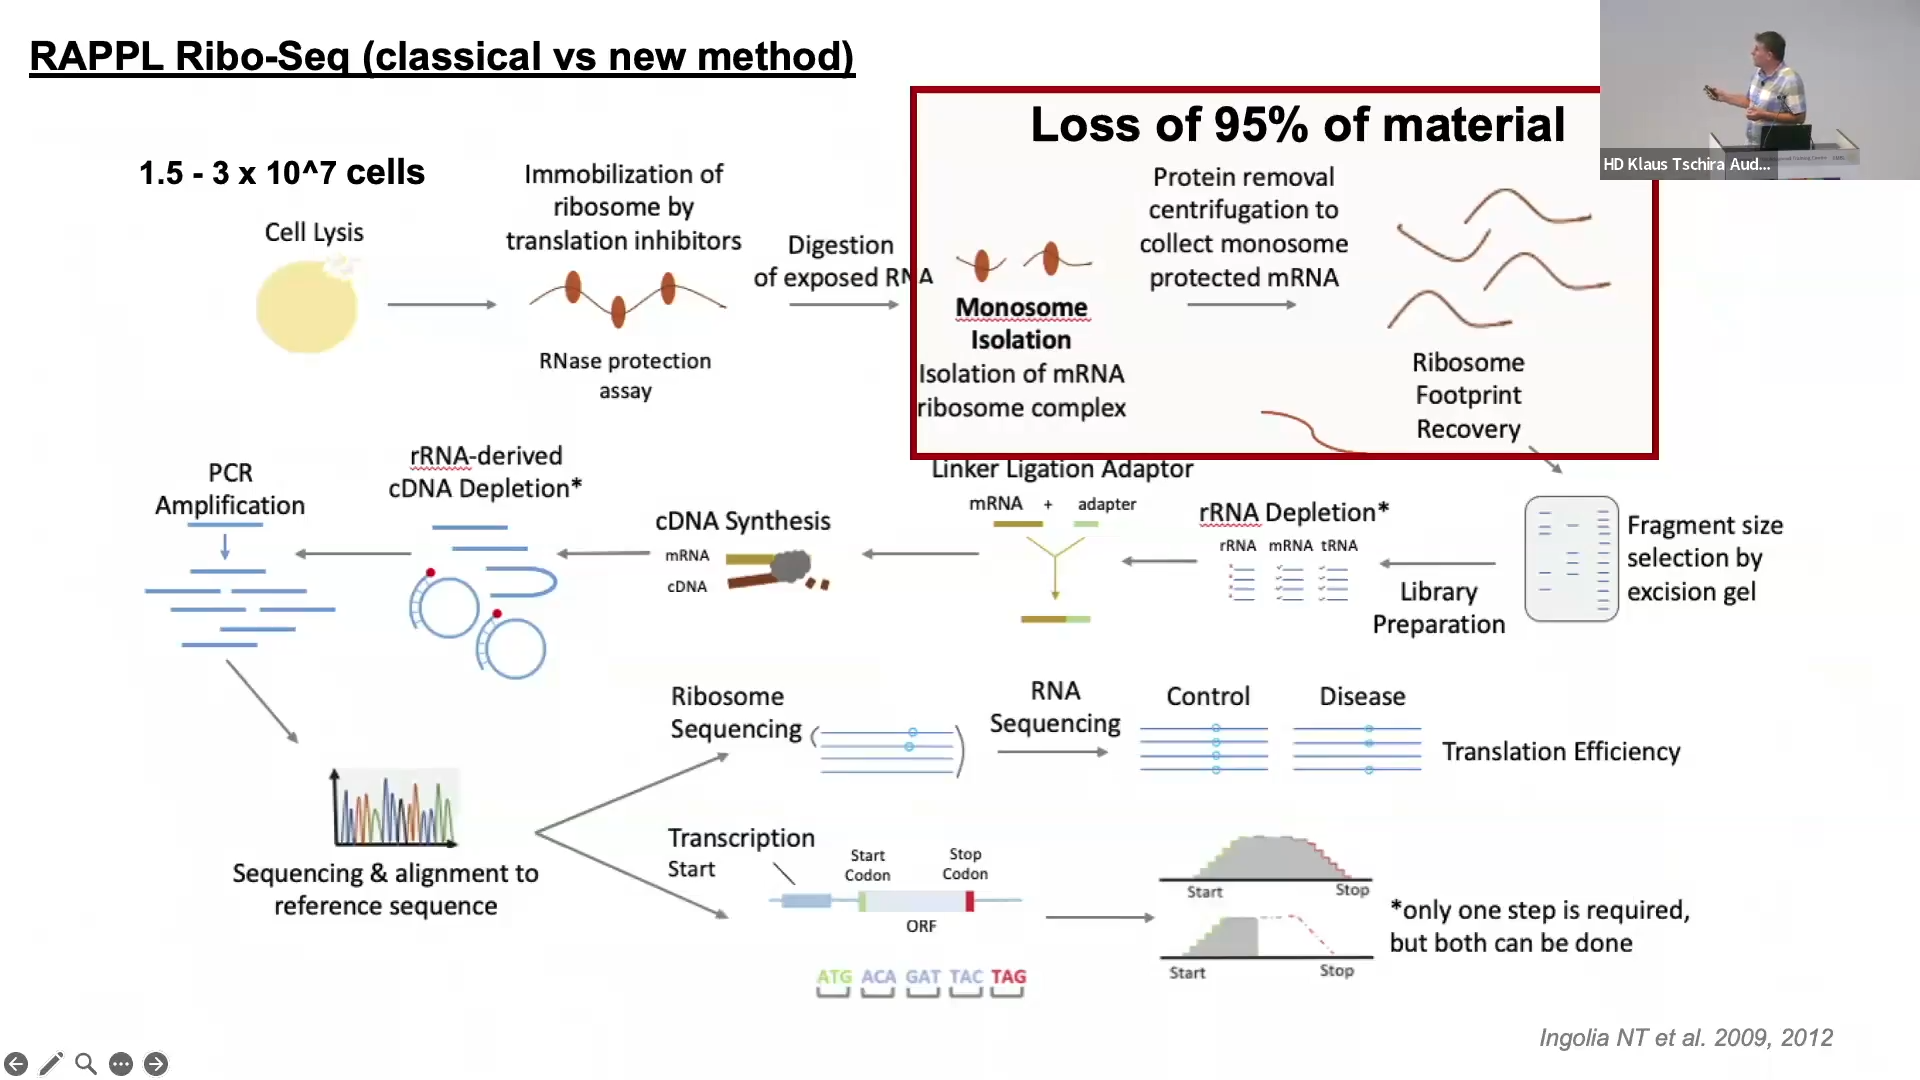 RAPPL Ribo-Seq (classical vs new method)
HD Klaus Tschira Aud...
Loss of 95% of material
1.5 - 3 x 10^7 cells
Cell Lysis
Immobilization of
ribosome by
translation inhibitors
RNase protection
assay
Digestion
of exposed RNA
Monosome
Isolation
Isolation of mRNA
ribosome complex
Protein removal
centrifugation to
collect monosome
protected mRNA
Ribosome
Footprint
Recovery
Fragment size
selection by
excision gel
Library
Preparation
rRNA Depletion*
rRNA mRNA tRNA
Linker Ligation Adaptor
mRNA + adapter
cDNA Synthesis
mRNA
cDNA
rRNA-derived
cDNA Depletion*
PCR
Amplification
Sequencing & alignment to
reference sequence
Ribosome
Sequencing
RNA
Sequencing
Control
Disease
Translation Efficiency
Transcription
Start
Start
Codon
Stop
Codon
ORF
ATG ACA GAT TAC TAG
Start Stop
Start Stop
*only one step is required,
but both can be done
Ingolia NT et al. 2009, 2012